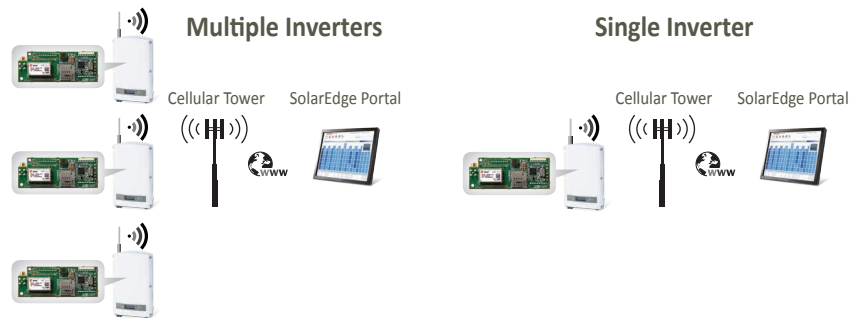 Multiple Inverters
Cellular Tower
SolarEdge Portal
www
Single Inverter
Cellular Tower
SolarEdge Portal
www